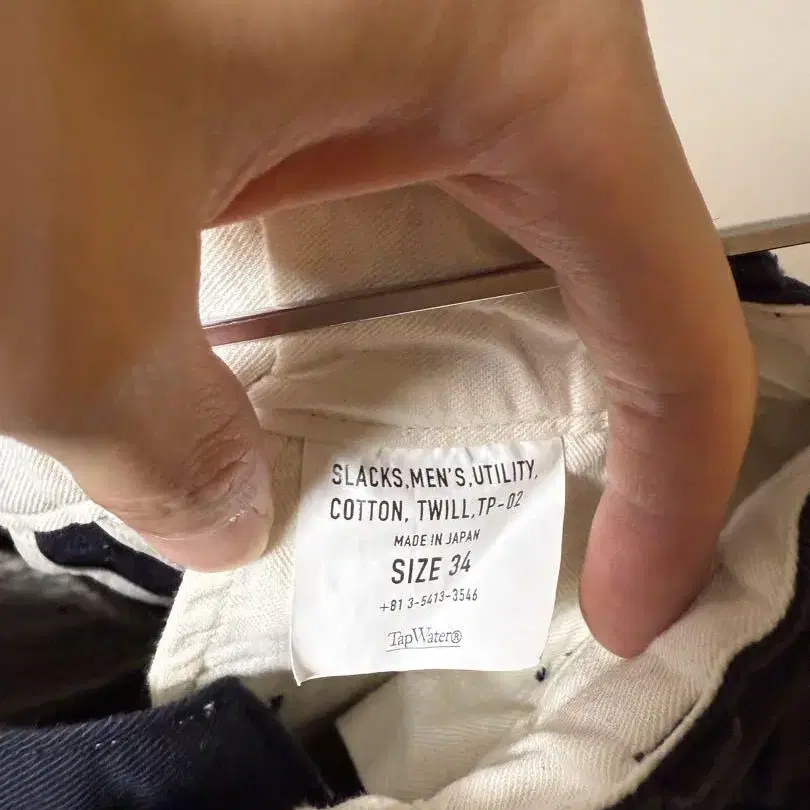 SLACKS,MEN'S,UTILITY,
COTTON, TWILL,TP-02
MADE IN JAPAN
SIZE 34
+81 3-5413-3546
TapWater®